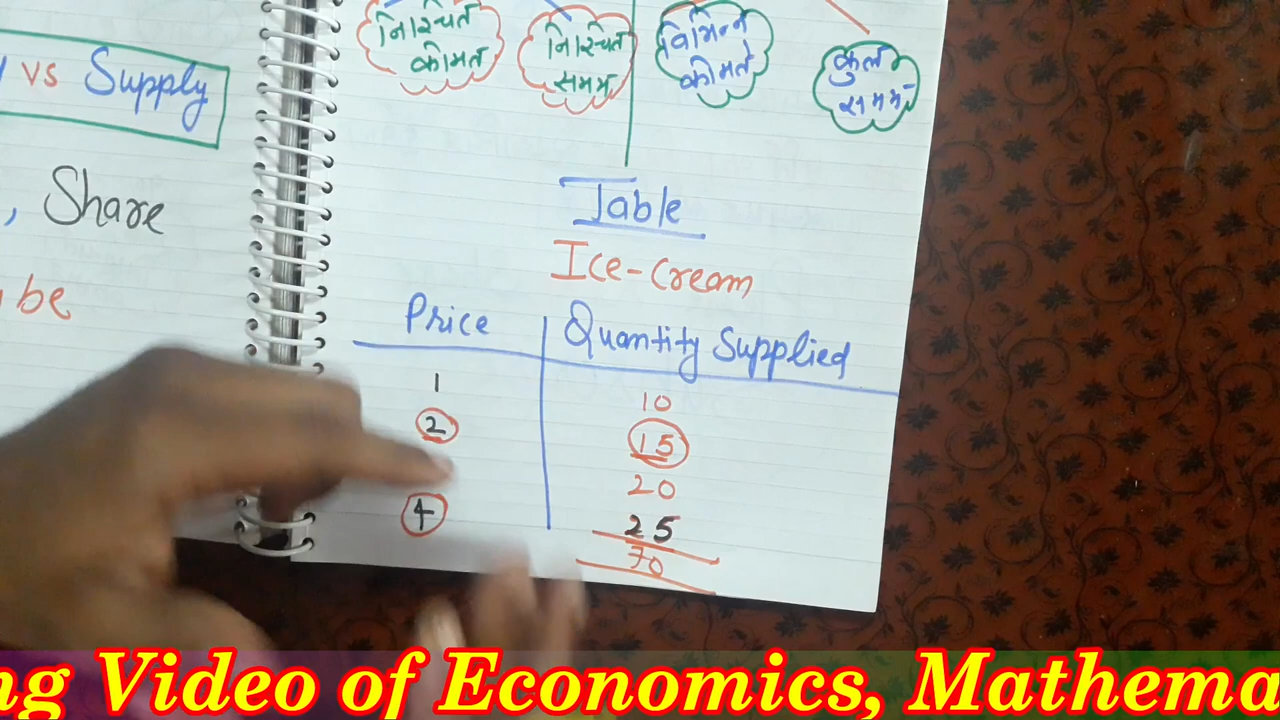 vs Supply
, Share
be
निश्चित
कीमत
निश्चित
समय
विभिन्न
कीमत
समय
Table
Ice-Cream
Price Quantity Supplied
1 10
2 15
20
4 25
70
ng Video of Economics, Mathema